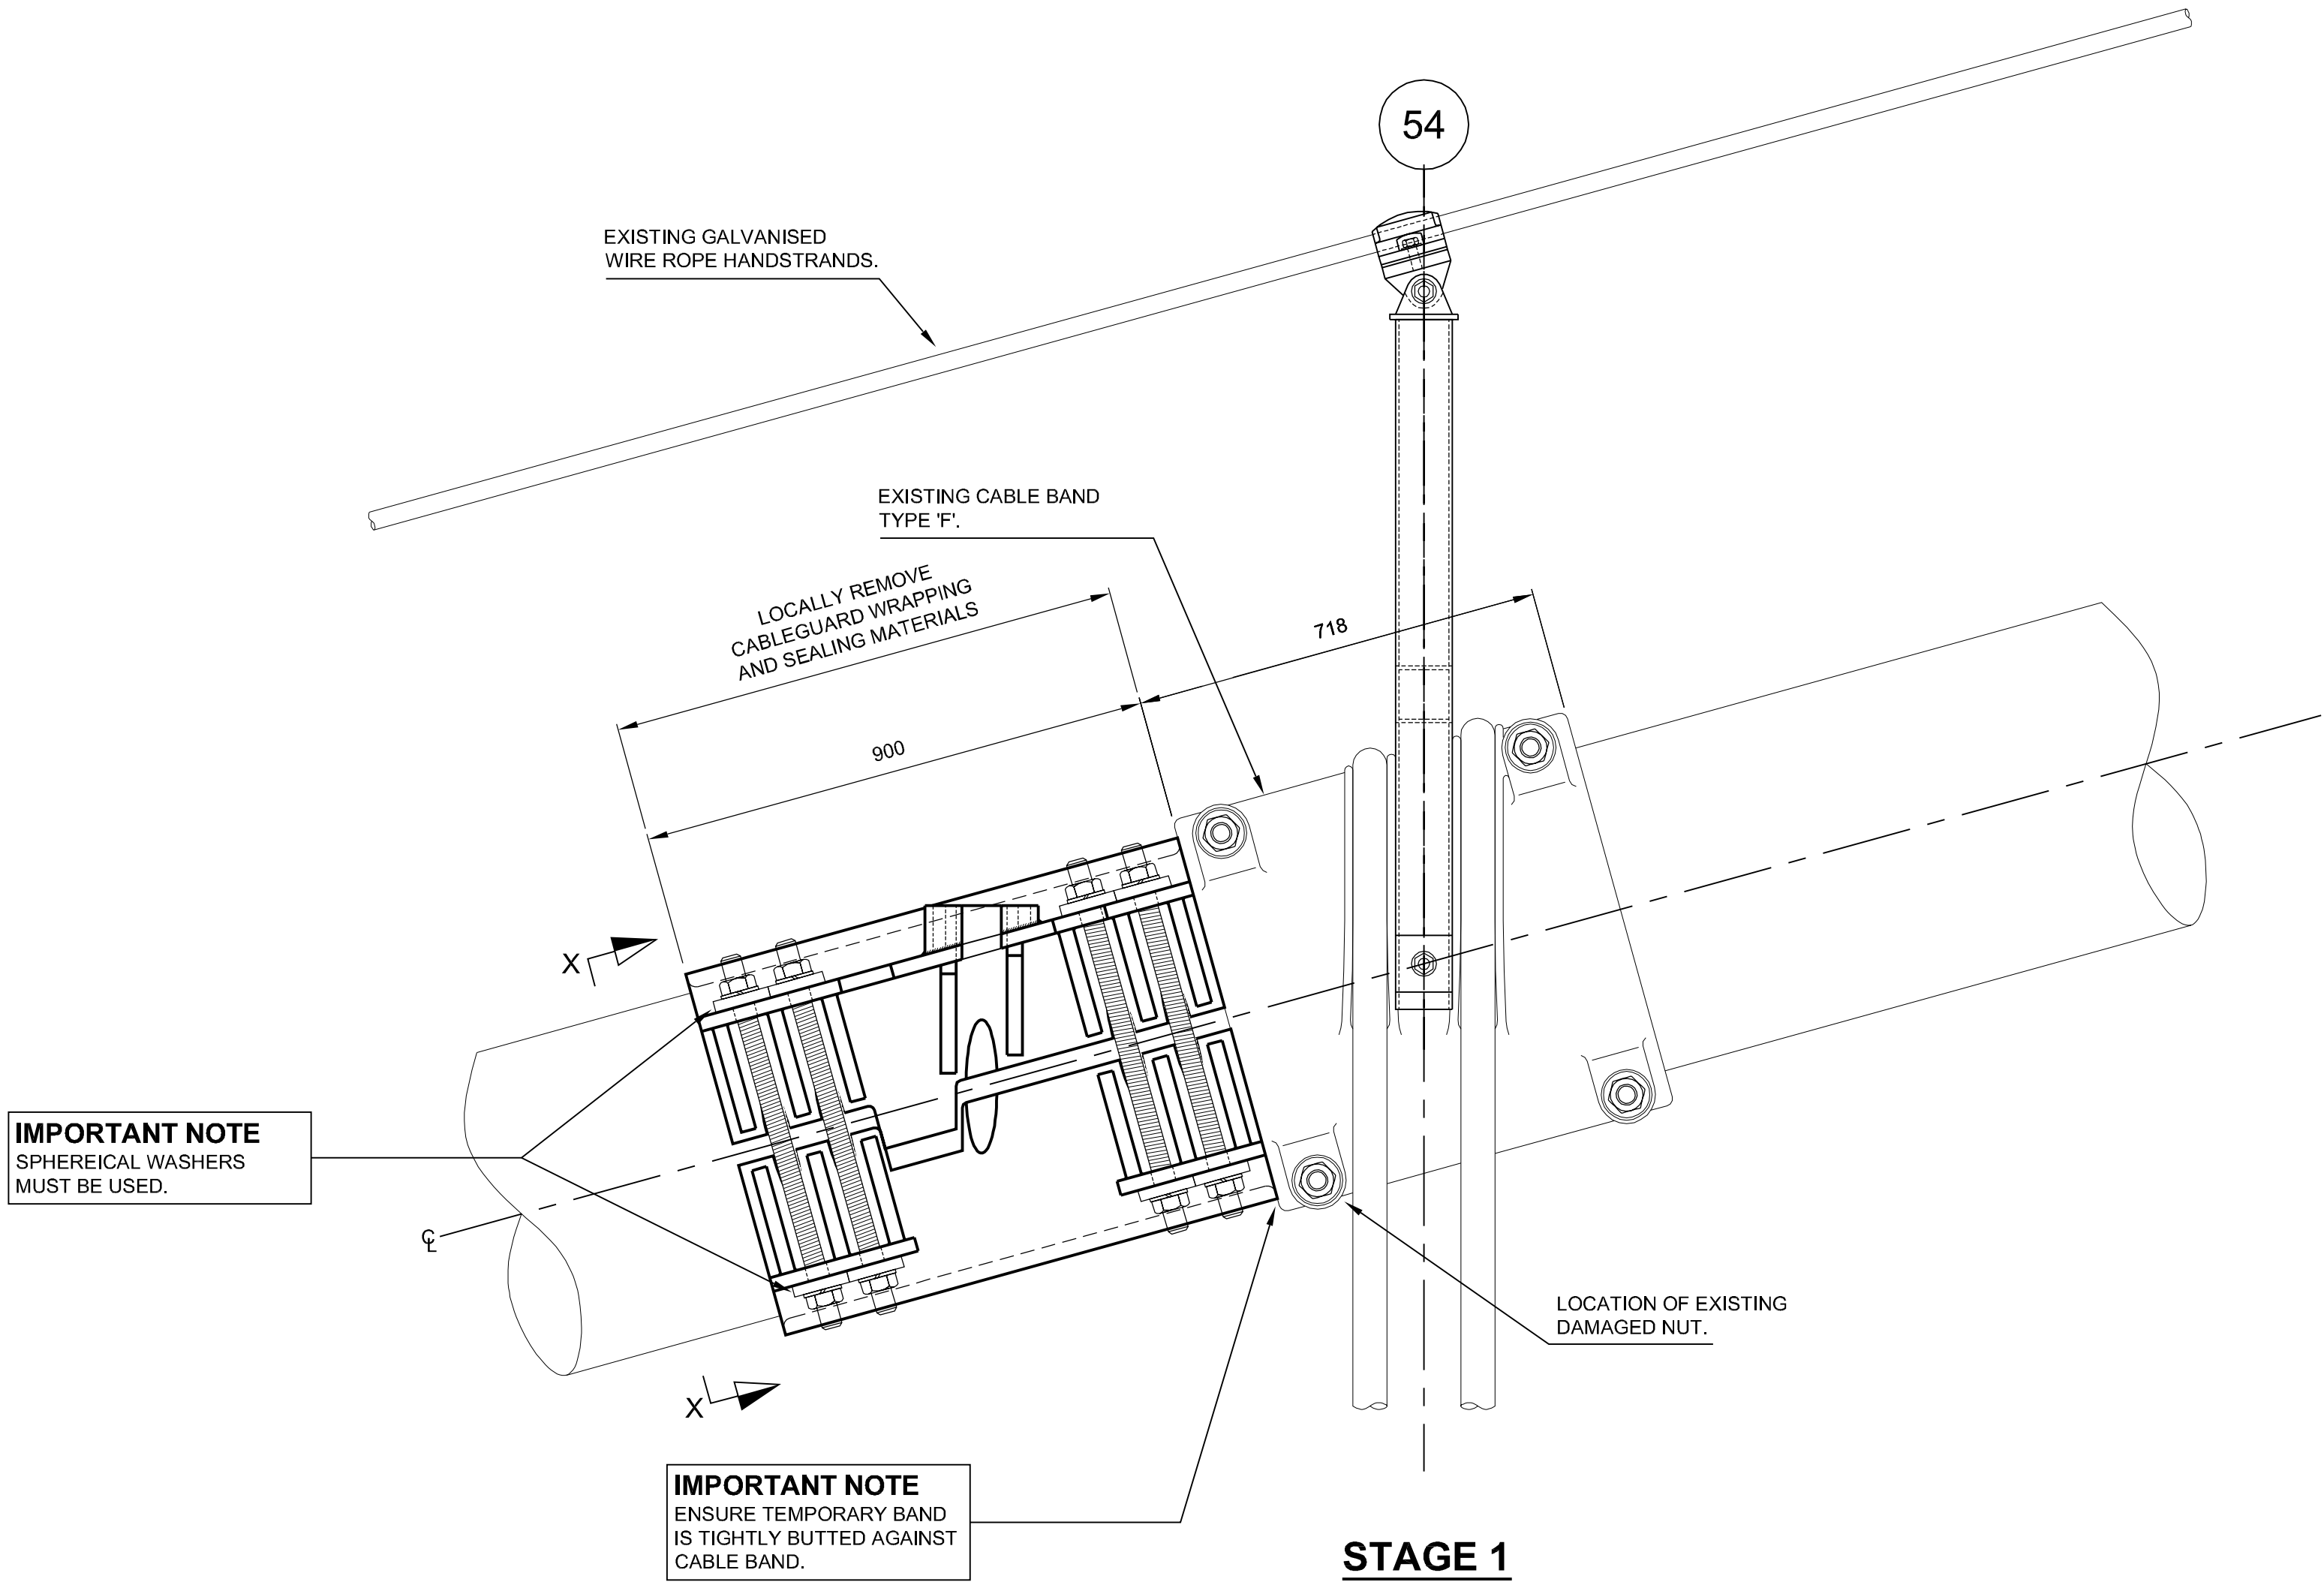 54
EXISTING GALVANISED
WIRE ROPE HANDSTRANDS.
EXISTING CABLE BAND
TYPE 'F'.
LOCALLY REMOVE
CABLEGUARD WRAPPING
AND SEALING MATERIALS
718
900
X
IMPORTANT NOTE
SPHEREICAL WASHERS
MUST BE USED.
℄
LOCATION OF EXISTING
DAMAGED NUT.
X
IMPORTANT NOTE
ENSURE TEMPORARY BAND
IS TIGHTLY BUTTED AGAINST
CABLE BAND.
STAGE 1